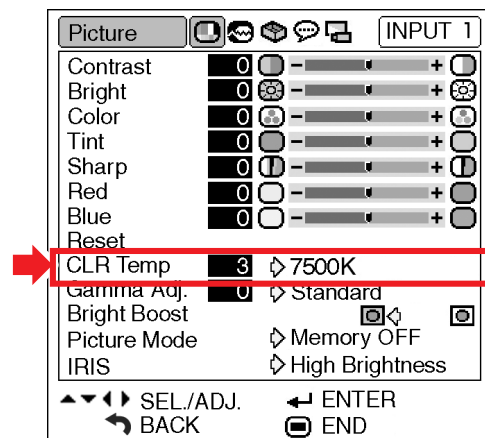 Picture INPUT 1
Contrast 0 - +
Bright 0 - +
Color 0 - +
Tint 0 - +
Sharp 0 - +
Red 0 - +
Blue 0 - +
Reset
CLR Temp 3 7500K
Gamma Adj. 0 Standard
Bright Boost
Picture Mode Memory OFF
IRIS High Brightness
SEL./ADJ. ENTER
BACK END